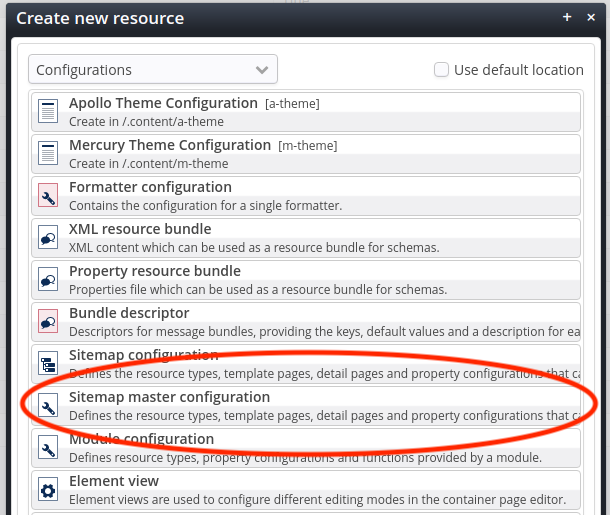 Create new resource
Configurations
Use default location
Apollo Theme Configuration [a-theme]
Create in /.content/a-theme
Mercury Theme Configuration [m-theme]
Create in /.content/m-theme
Formatter configuration
Contains the configuration for a single formatter.
XML resource bundle
XML content which can be used as a resource bundle for schemas.
Property resource bundle
Properties file which can be used as a resource bundle for schemas.
Bundle descriptor
Descriptors for message bundles, providing the keys, default values and a description for ea
Sitemap configuration
Defines the resource types, template pages, detail pages and property configurations that ca
Sitemap master configuration
Defines the resource types, template pages, detail pages and property configurations that ca
Module configuration
Defines resource types, property configurations and functions provided by a module.
Element view
Element views are used to configure different editing modes in the container page editor.